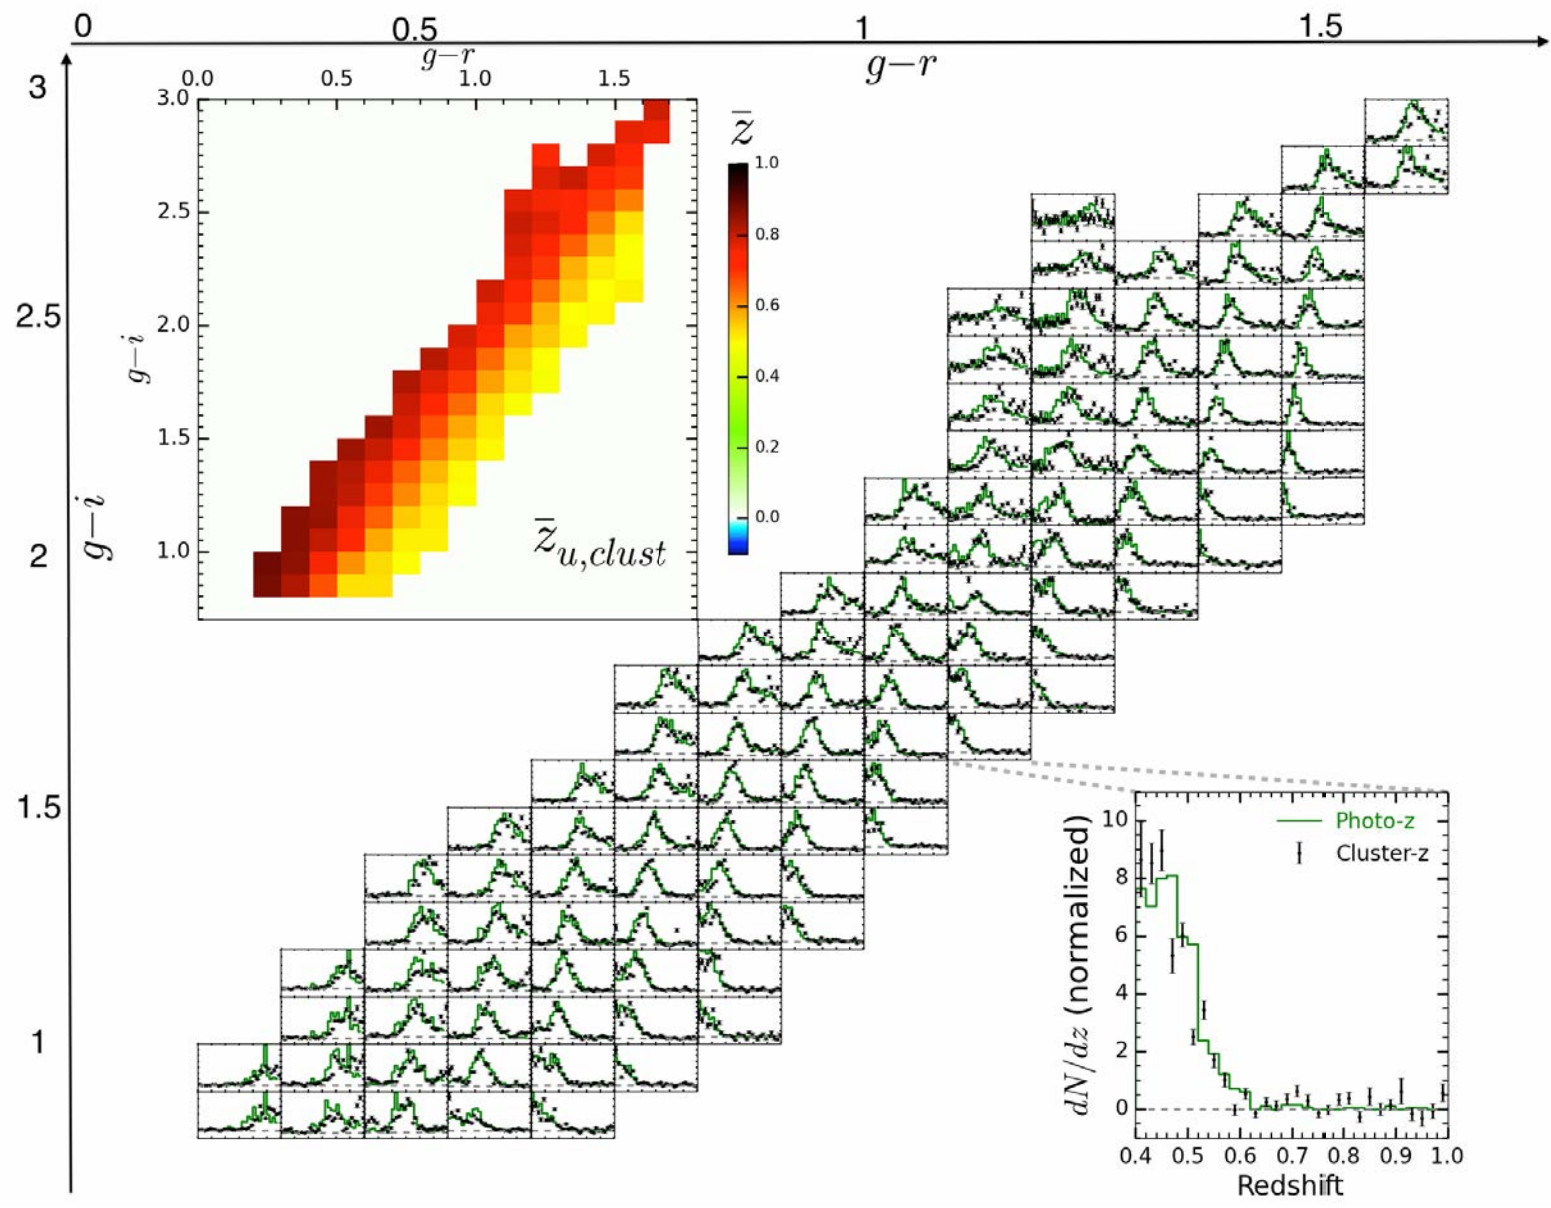 0 0.5 1 1.5
g−r
g−r
0.0 0.5 1.0 1.5
3
2.5
2
1.5
1
g−i
3.0
2.5
2.0
1.5
1.0
g−i
z̄
1.0
0.8
0.6
0.4
0.2
0.0
z̄u,clust
Photo-z
Cluster-z
dN/dz (normalized)
10
8
6
4
2
0
0.4 0.5 0.6 0.7 0.8 0.9 1.0
Redshift